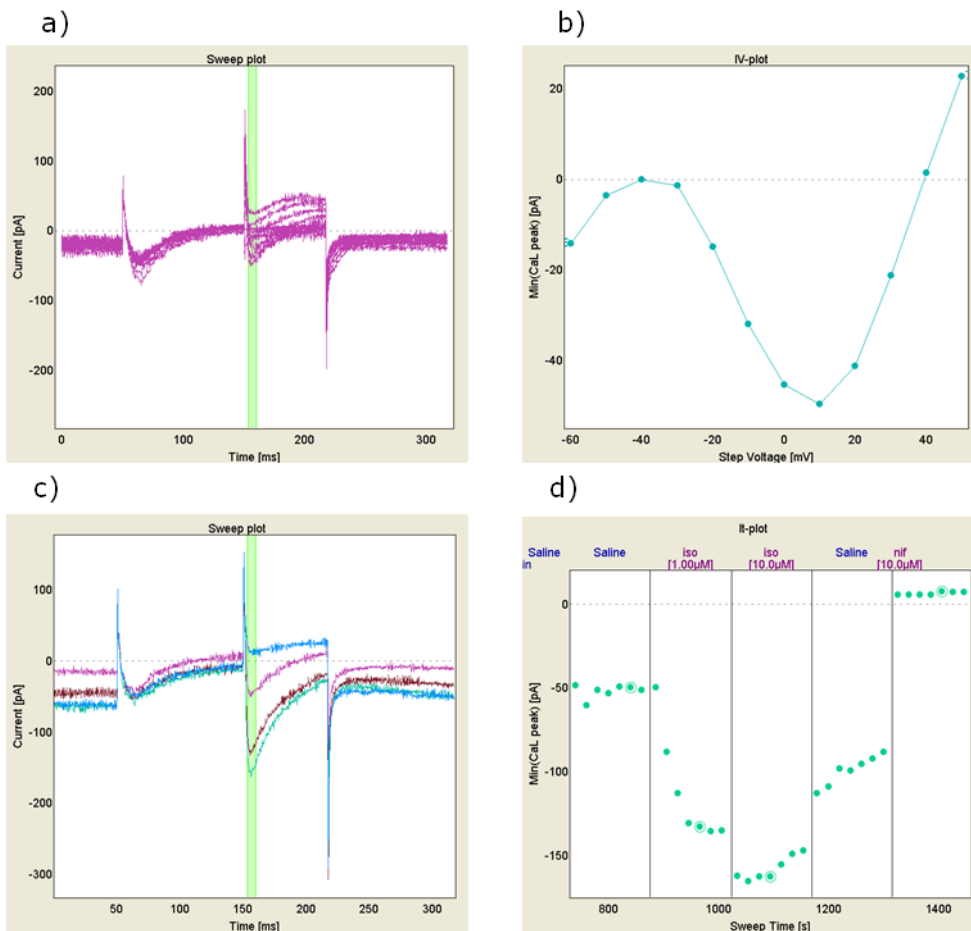 a)
Sweep plot
200
100
0
-100
-200
Current [pA]
0 100 200 300
Time [ms]
b)
IV-plot
20
0
-20
-40
Min(CaL peak) [pA]
-60 -40 -20 0 20 40
Step Voltage [mV]
c)
Sweep plot
100
0
-100
-200
-300
Current [pA]
50 100 150 200 250 300
Time [ms]
d)
It-plot
Saline Saline iso iso Saline nif
in [1.00µM] [10.0µM] [10.0µM]
0
-50
-100
-150
Min(CaL peak) [pA]
800 1000 1200 1400
Sweep Time [s]